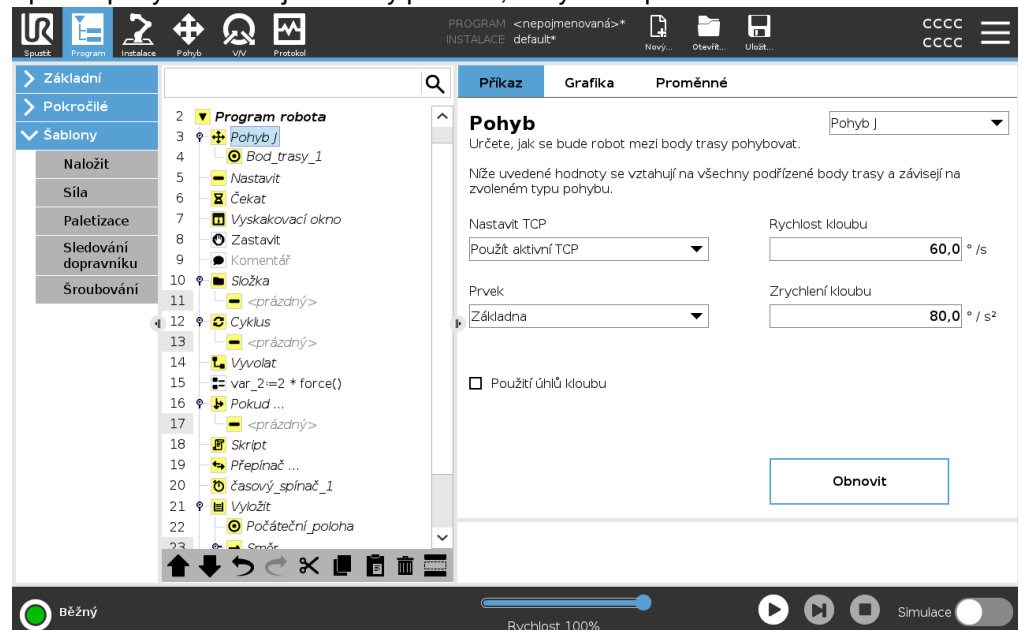 PROGRAM <nepojmenovaná>*
INSTALACE default*
Spustit Program Instalace Pohyb V/V Protokol
Nový... Otevřít... Uložit...
CCCC
CCCC
Základní
Pokročilé
Šablony
Naložit
Síla
Paletizace
Sledování
dopravníku
Šroubování
2 Program robota
3 Pohyb J
4 Bod_trasy_1
5 Nastavit
6 Čekat
7 Vyskakovací okno
8 Zastavit
9 Komentář
10 Složka
11 <prázdný>
12 Cyklus
13 <prázdný>
14 Vyvolat
15 var_2:=2 * force()
16 Pokud ...
17 <prázdný>
18 Skript
19 Přepínač ...
20 časový_spínač_1
21 Vyložit
22 Počáteční_poloha
23 Směr
Příkaz Grafika Proměnné
Pohyb
Pohyb J
Určete, jak se bude robot mezi body trasy pohybovat.
Níže uvedené hodnoty se vztahují na všechny podřízené body trasy a závisejí na
zvoleném typu pohybu.
Nastavit TCP Rychlost kloubu
Použít aktivní TCP 60,0 ° /s
Prvek Zrychlení kloubu
Základna 80,0 ° / s²
Použití úhlů kloubu
Obnovit
Běžný
Rychlost 100%
Simulace